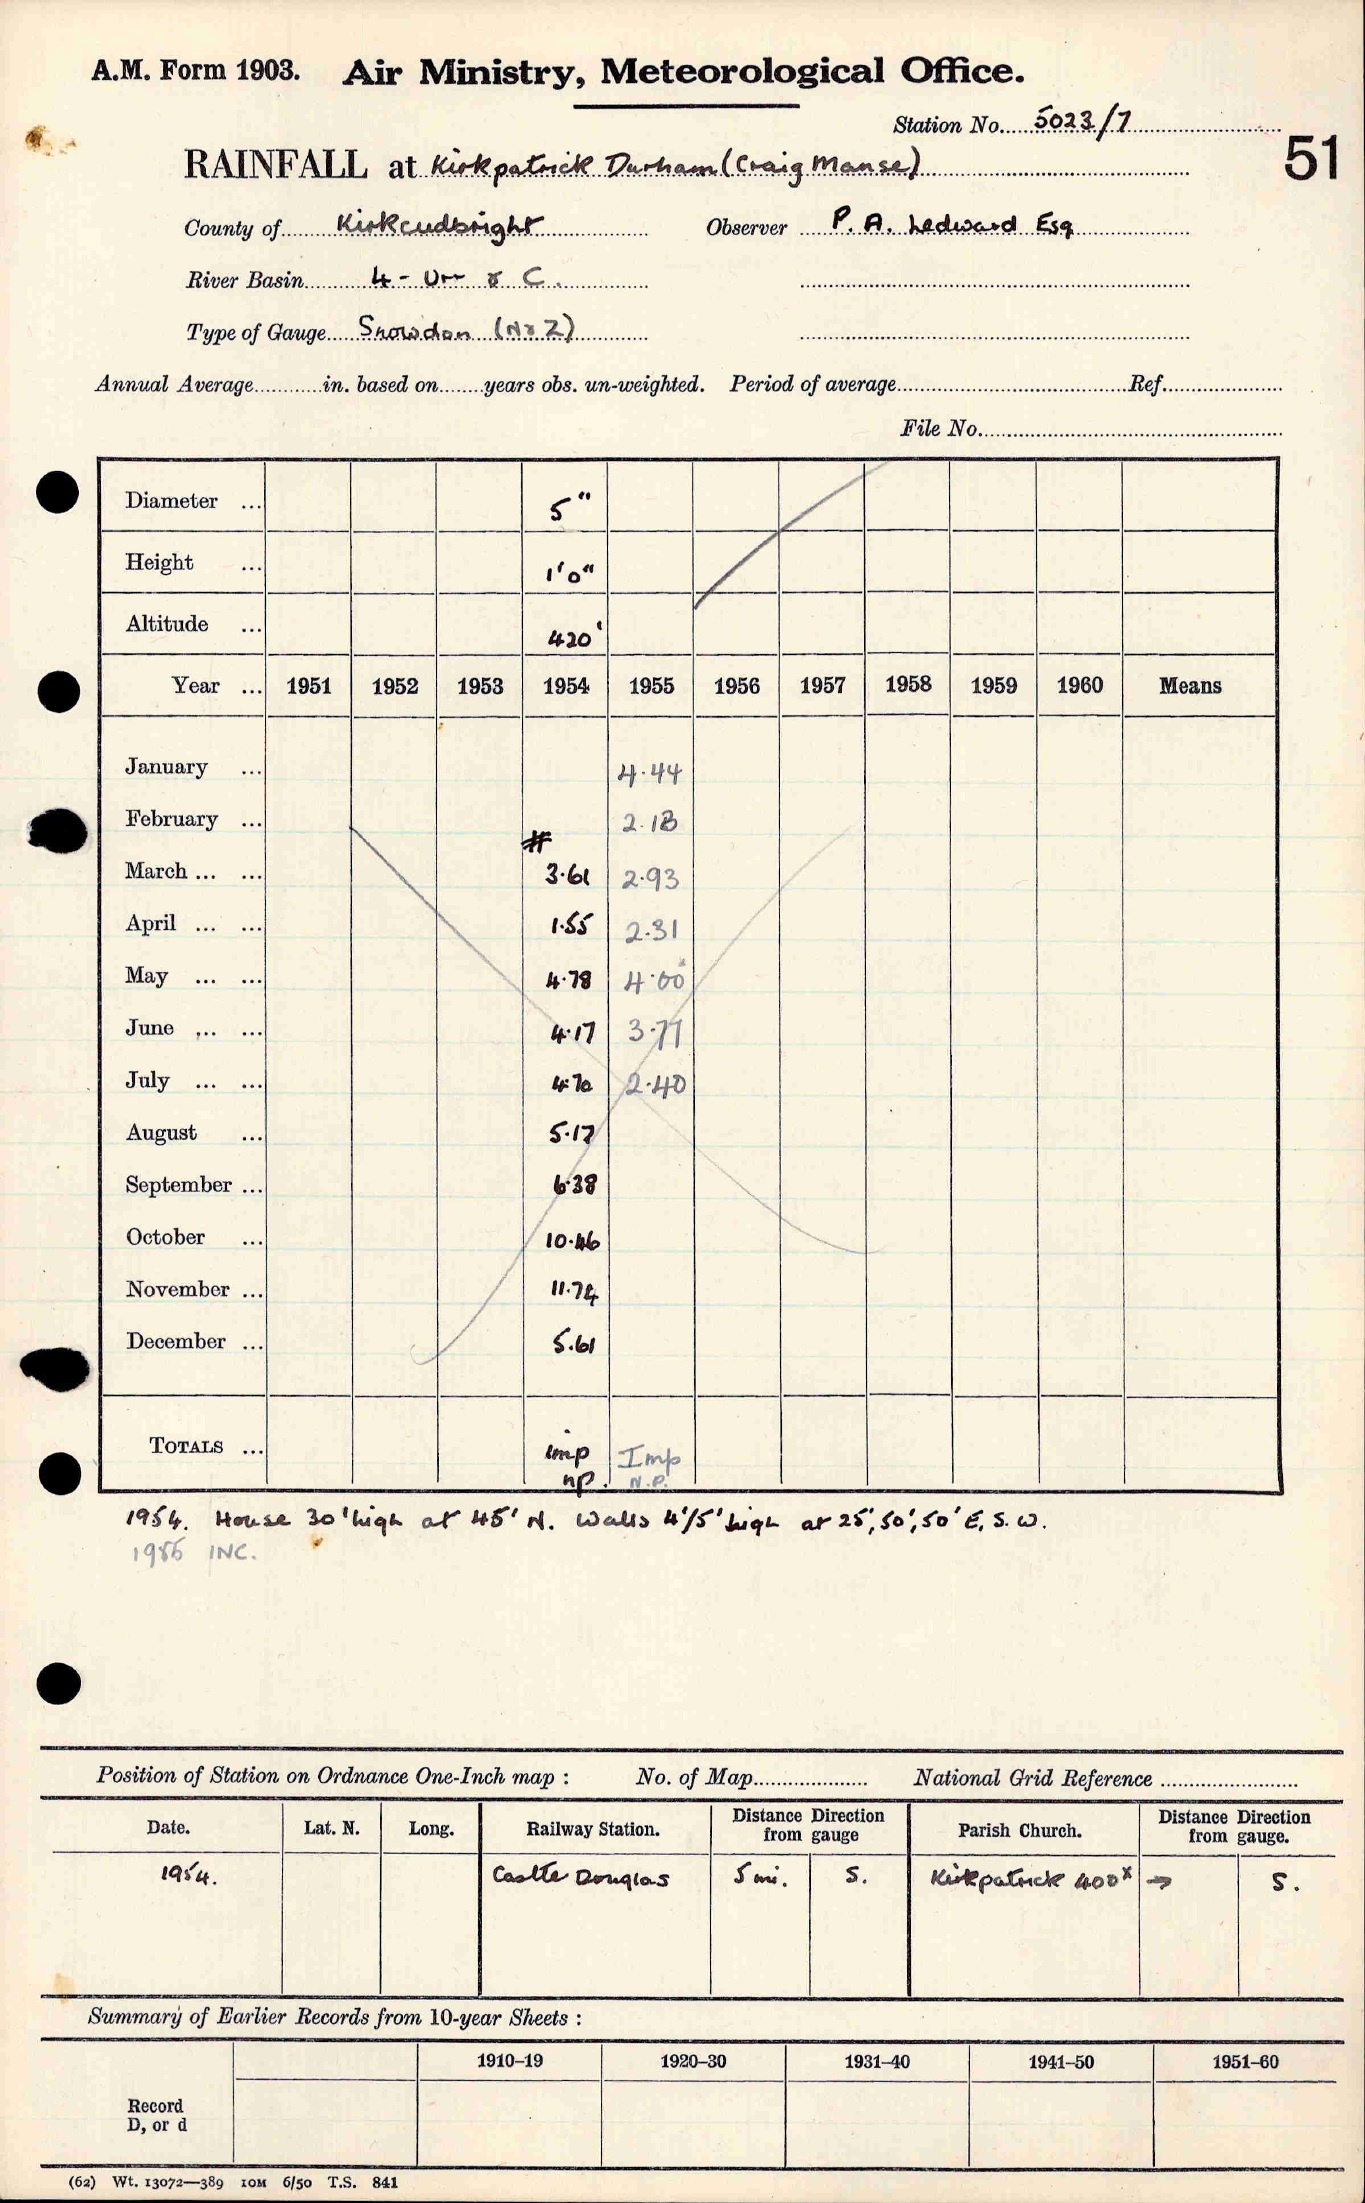 A.M. Form 1903. Air Ministry, Meteorological Office.
Station No. 5023/7
51
RAINFALL at Kirkpatrick Durham (Craig Manse)
County of Kirkcudbright Observer P. A. Ledward Esq
River Basin 4 - Urr & C.
Type of Gauge Snowdon (No 2)
Annual Average in. based on years obs. un-weighted. Period of average Ref.
File No.
Diameter ... 5"
Height ... 1'0"
Altitude ... 420'
Year ... 1951 1952 1953 1954 1955 1956 1957 1958 1959 1960 Means
January ... 4.44
February ... 2.18
#
March ... ... 3.61 2.93
April ... ... 1.55 2.31
May ... ... 4.78 4.00*
June ... ... 4.17 3.77
July ... ... 4.70 2.40
August ... 5.17
September ... 6.38
October ... 10.46
November ... 11.74
December ... 5.61
TOTALS ... imp Imp
np. N.P.
1954. House 30' high at 45' N. Walls 4'/5' high at 25', 50', 50' E, S. W.
1955 INC.
Position of Station on Ordnance One-Inch map : No. of Map National Grid Reference
Date. Lat. N. Long. Railway Station. Distance Direction from gauge Parish Church. Distance Direction from gauge.
1954. Castle Douglas 5 mi. S. Kirkpatrick 400x → S.
Summary of Earlier Records from 10-year Sheets :
1910–19 1920–30 1931–40 1941–50 1951–60
Record
D, or d
(62) Wt. 13072—389 10M 6/50 T.S. 841